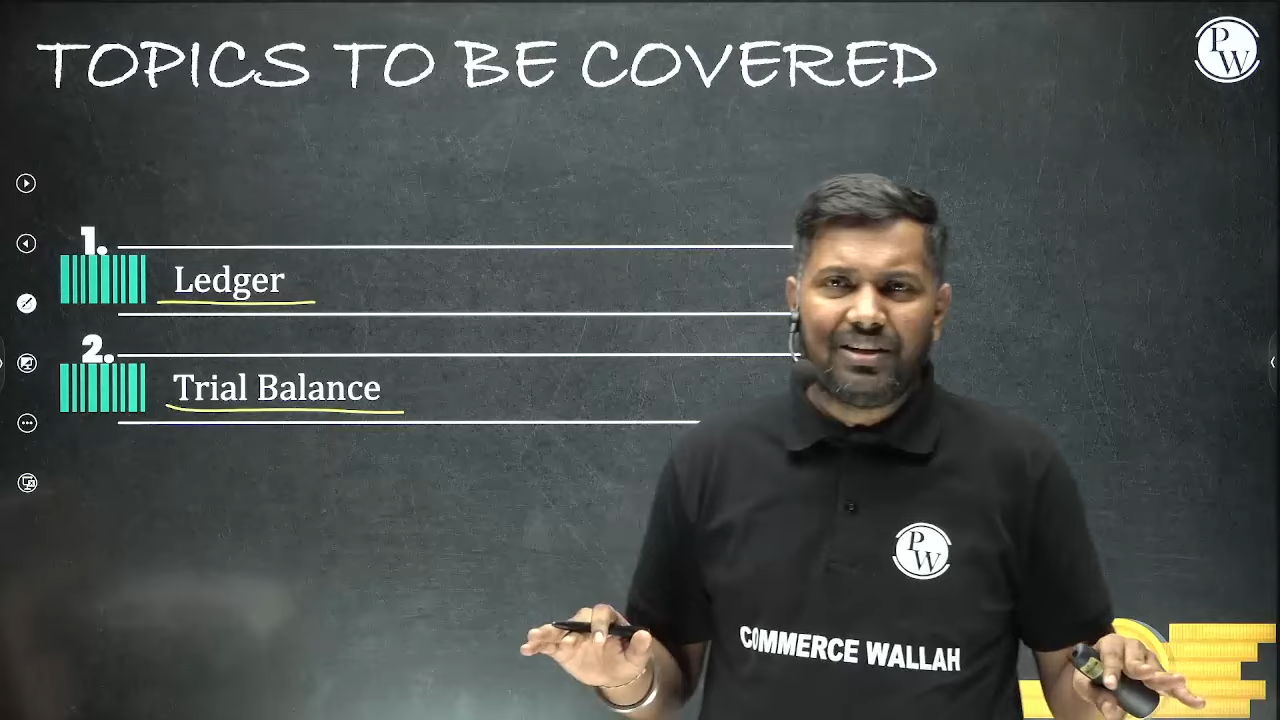 TOPICS TO BE COVERED
PW
1.
Ledger
2.
Trial Balance
PW
COMMERCE WALLAH